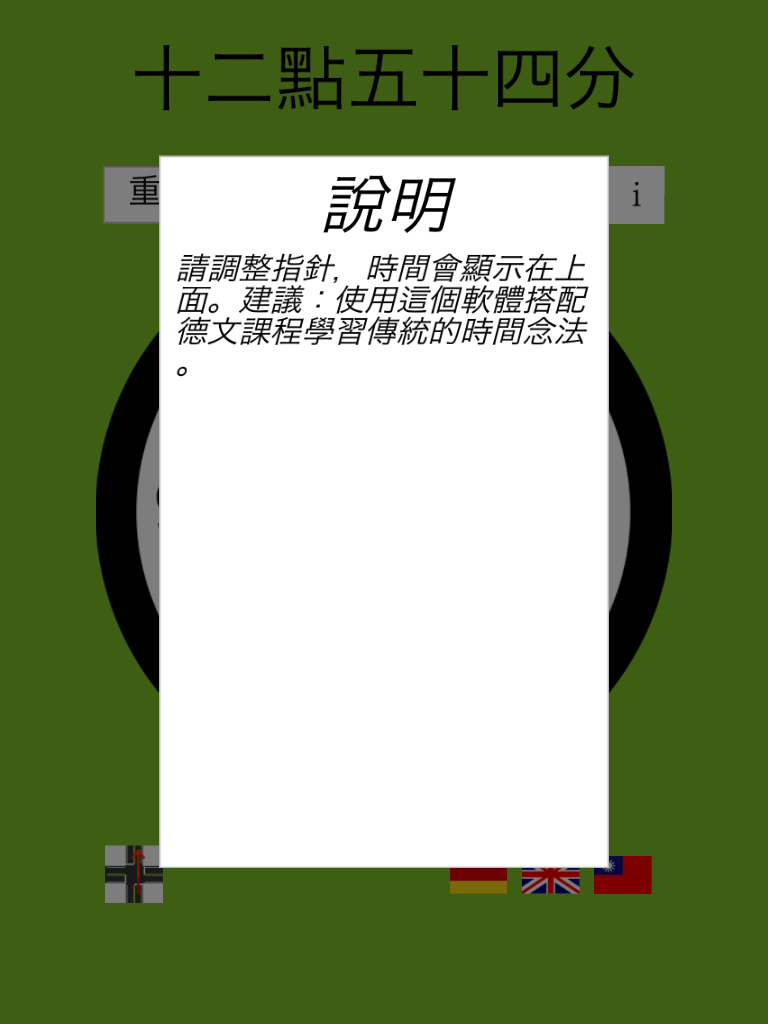 十二點五十四分
重
i
說明
請調整指針, 時間會顯示在上
面。建議：使用這個軟體搭配
德文課程學習傳統的時間念法
。